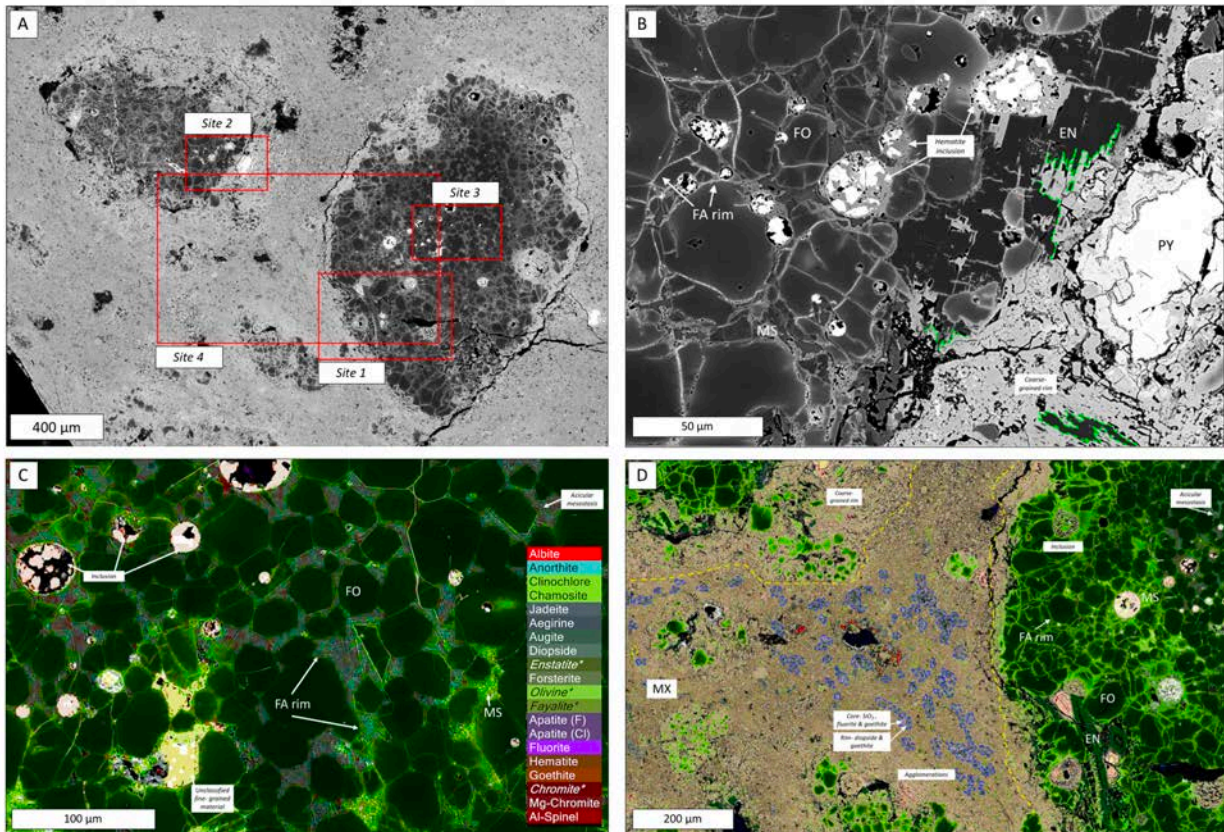 A
Site 2
Site 3
Site 4
Site 1
400 µm
B
FO
EN
Hematite
inclusion
FA rim
PY
MS
Coarse-
grained rim
50 µm
C
Acicular
mesostasis
Inclusion
FO
FA rim
MS
Unclassified
fine- grained
material
100 µm
Albite
Anorthite
Clinochlore
Chamosite
Jadeite
Aegirine
Augite
Diopside
Enstatite*
Forsterite
Olivine*
Fayalite*
Apatite (F)
Apatite (Cl)
Fluorite
Hematite
Goethite
Chromite*
Mg-Chromite
Al-Spinel
D
Coarse-
grained rim
Acicular
mesostasis
Inclusion
MS
FA rim
MX
FO
Core- SiO₂,
fluorite & goethite
Rim- diopside &
goethite
EN
Agglomerations
200 µm